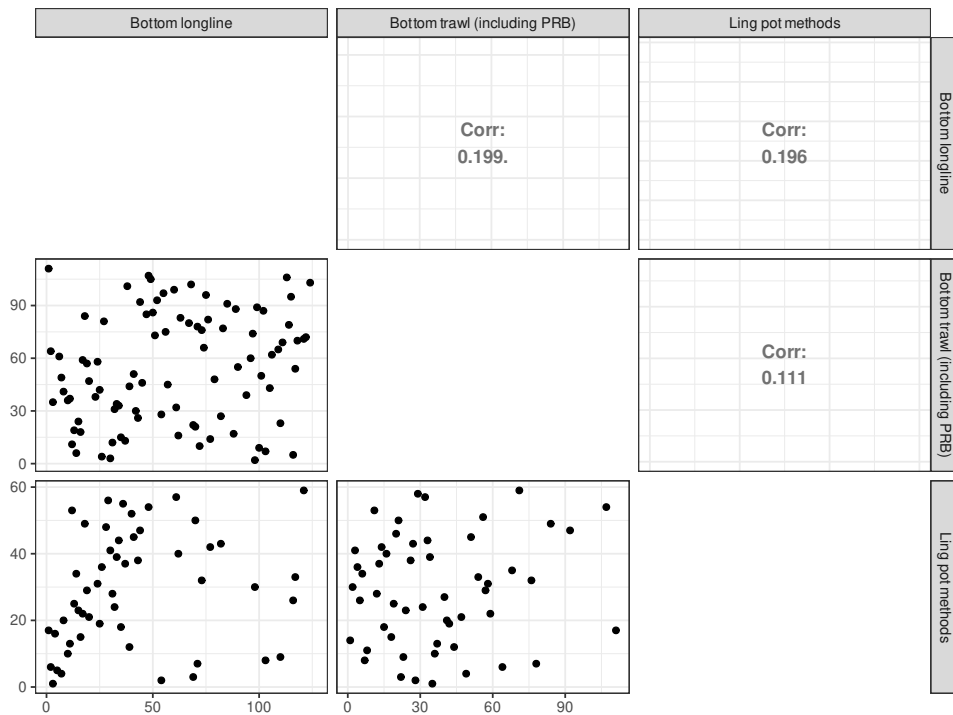 Bottom longline
Bottom trawl (including PRB)
Ling pot methods
Corr:
0.199.
Corr:
0.196
Bottom longline
90
60
30
0
Corr:
0.111
Bottom trawl (including PRB)
60
40
20
0
Ling pot methods
0
50
100
0
30
60
90